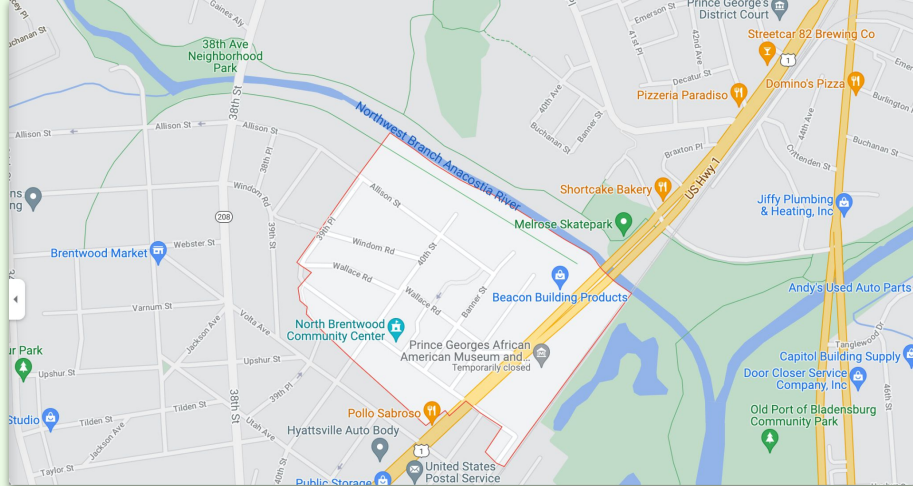 Gaines Aly
Buchanan St
38th Ave
Neighborhood
Park
38th St
Allison St
Allison St
38th Pl
Windom Rd
39th St
208
Webster St
Brentwood Market
Varnum St
Jackson Ave
Volta Ave
Upshur St
Upshur St
39th Pl
38th St
Tilden St
Tilden St
Utah Ave
Jackson Ave
Taylor St
40th St
Studio
Northwest Branch Anacostia River
Allison St
39th Pl
Windom Rd
40th St
Wallace Rd
Wallace Rd
Banner St
North Brentwood
Community Center
Prince Georges African
American Museum and...
Temporarily closed
Beacon Building Products
Pollo Sabroso
Hyattsville Auto Body
1
United States
Postal Service
Public Storage
Prince George's
District Court
Emerson St
41st Pl
42nd Ave
Decatur St
Streetcar 82 Brewing Co
1
Domino's Pizza
Pizzeria Paradiso
40th Ave
Buchanan St
Banner St
Braxton Pl
44th Ave
Crittenden St
Burlington
Buchanan St
US Hwy 1
Shortcake Bakery
Melrose Skatepark
Jiffy Plumbing
& Heating, Inc
Andy's Used Auto Parts
Tanglewood Dr
Capitol Building Supply
Door Closer Service
Company, Inc
46th St
Old Port of Bladensburg
Community Park